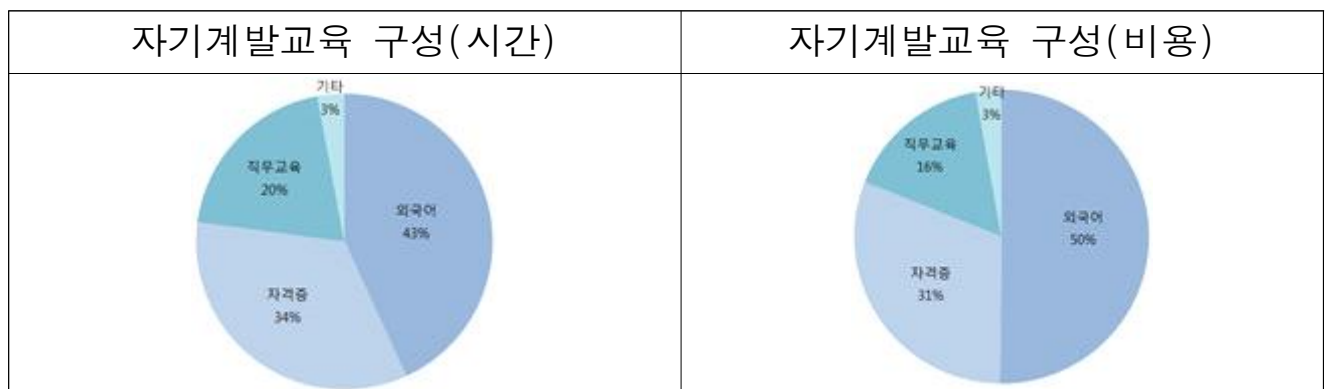 자기계발교육 구성(시간)
자기계발교육 구성(비용)
기타
3%
직무교육
20%
외국어
43%
자격증
34%
기타
3%
직무교육
16%
외국어
50%
자격증
31%